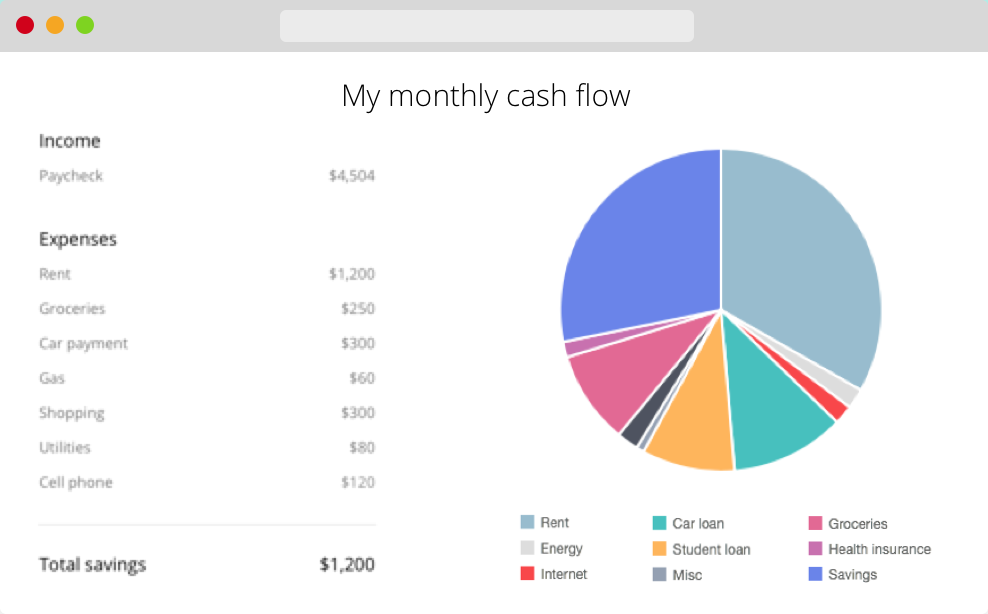 My monthly cash flow
Income
Paycheck $4,504
Expenses
Rent $1,200
Groceries $250
Car payment $300
Gas $60
Shopping $300
Utilities $80
Cell phone $120
Total savings $1,200
Rent Car loan Groceries
Energy Student loan Health insurance
Internet Misc Savings